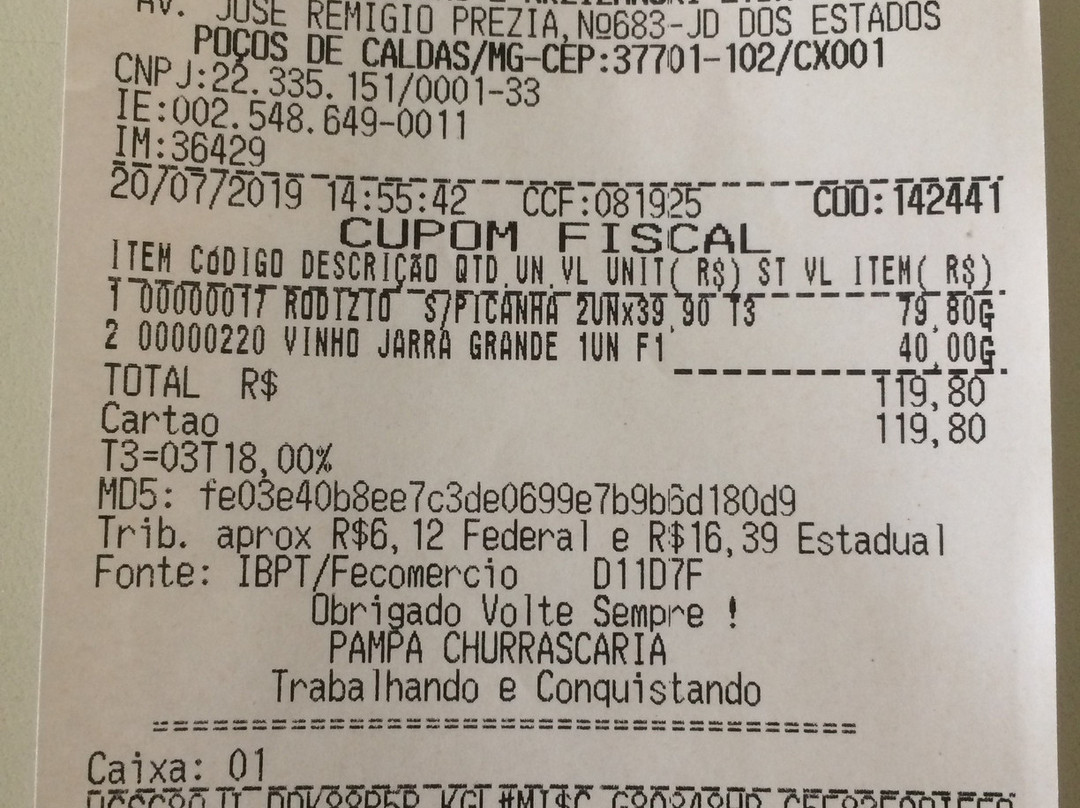 AV. JOSE REMIGIO PREZIA,Nº683-JD DOS ESTADOS
POÇOS DE CALDAS/MG-CEP:37701-102/CX001
CNPJ:22.335.151/0001-33
IE:002.548.649-0011
IM:36429
20/07/2019 14:55:42 CCF:081925 COO:142441
CUPOM FISCAL
ITEM CóDIGO DESCRIÇãO QTD.UN.VL UNIT( R$) ST VL ITEM( R$)
1 00000017 RODIZIO S/PICANHA 2UNx39,90 T3 79,80G
2 00000220 VINHO JARRA GRANDE 1UN F1 40,00G
TOTAL R$ 119,80
Cartao 119,80
T3=03T18,00%
MD5: fe03e40b8ee7c3de0699e7b9b6d180d9
Trib. aprox R$6,12 Federal e R$16,39 Estadual
Fonte: IBPT/Fecomercio D11D7F
Obrigado Volte Sempre !
PAMPA CHURRASCARIA
Trabalhando e Conquistando
Caixa: 01